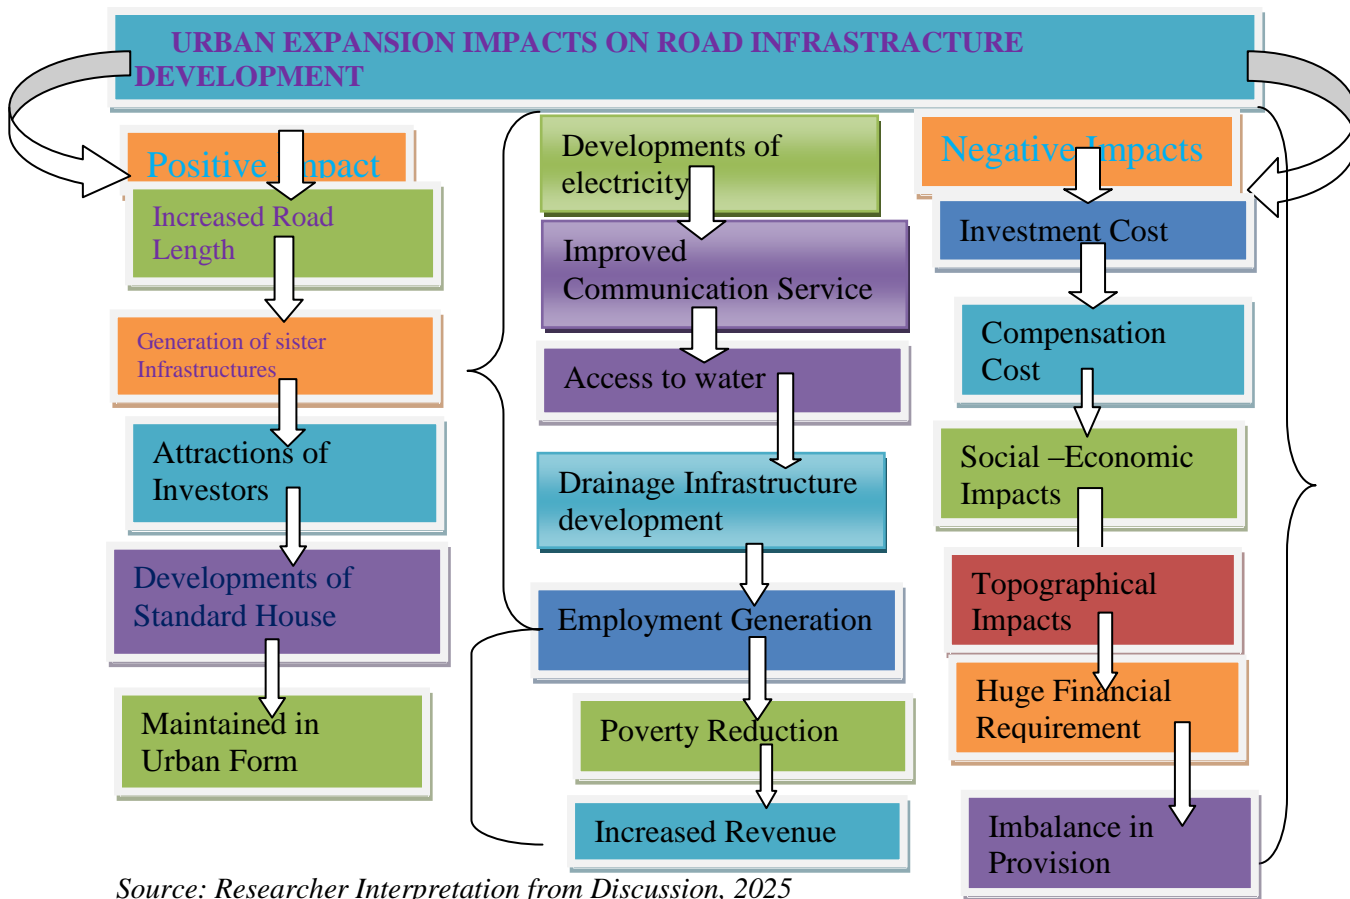 URBAN EXPANSION IMPACTS ON ROAD INFRASTRACTURE
DEVELOPMENT
Positive Impact
Increased Road
Length
Generation of sister
Infrastructures
Attractions of
Investors
Developments of
Standard House
Maintained in
Urban Form
Developments of
electricity
Improved
Communication Service
Access to water
Drainage Infrastructure
development
Employment Generation
Poverty Reduction
Increased Revenue
Negative Impacts
Investment Cost
Compensation
Cost
Social –Economic
Impacts
Topographical
Impacts
Huge Financial
Requirement
Imbalance in
Provision
Source: Researcher Interpretation from Discussion, 2025